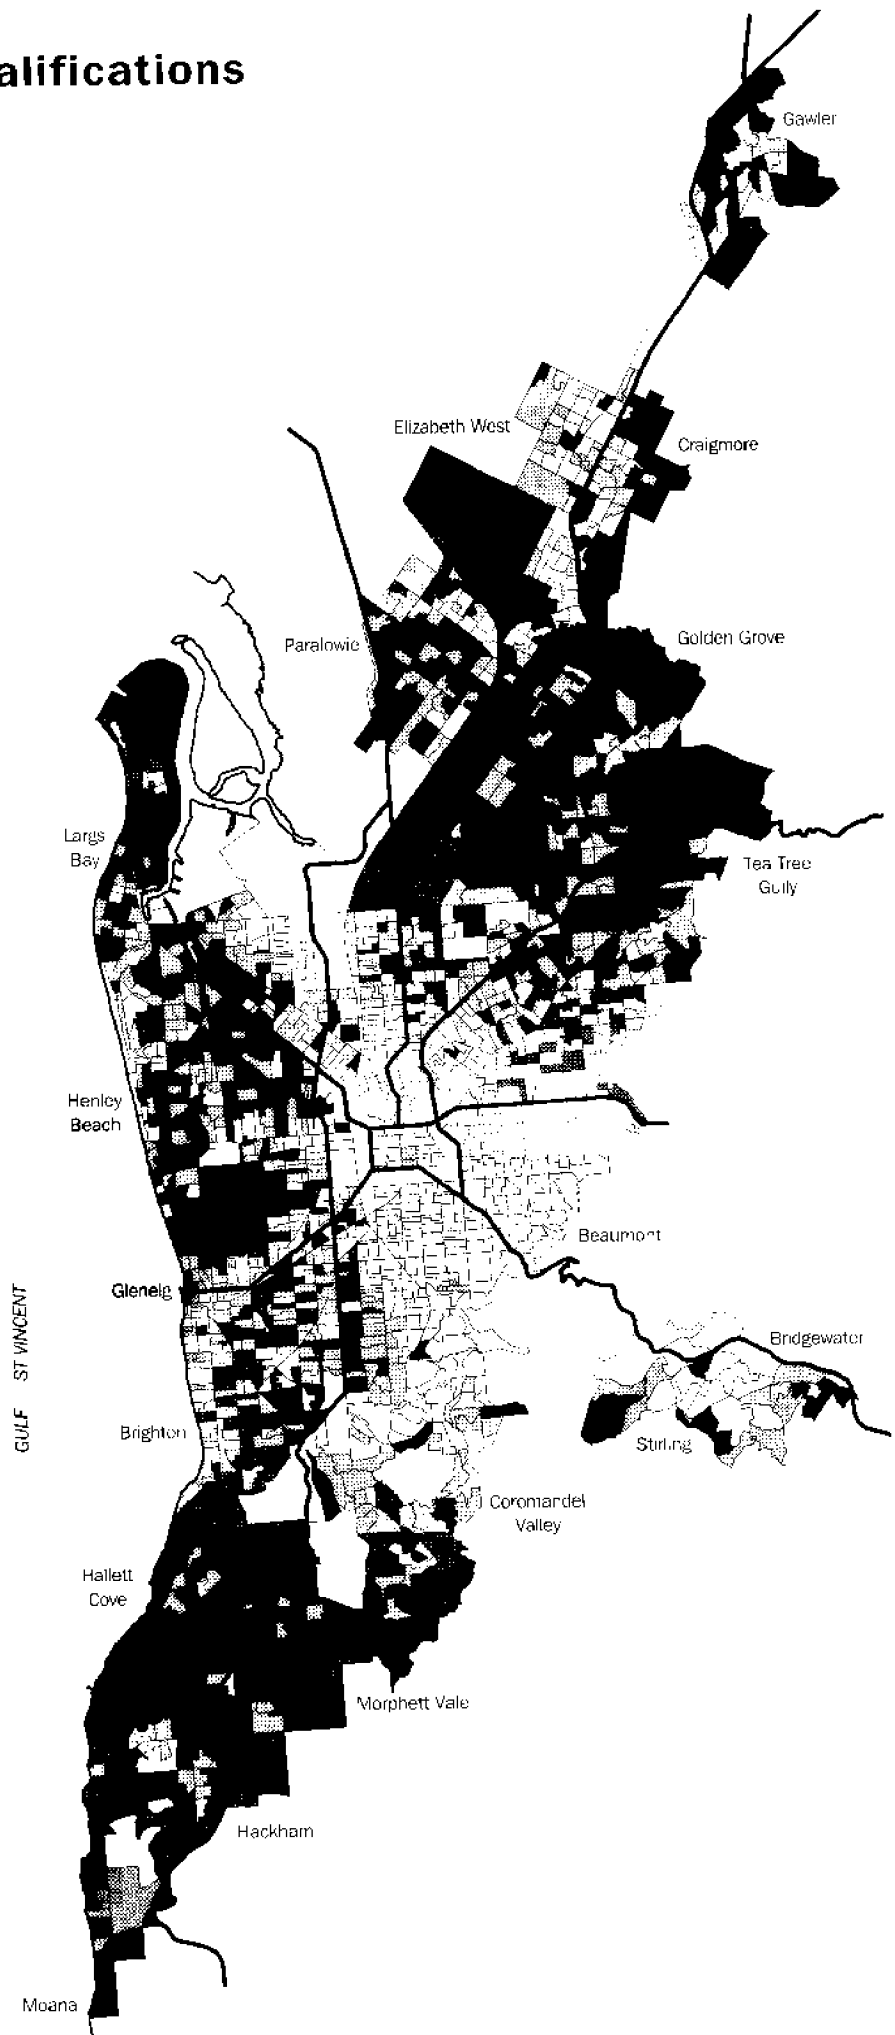 alifications
Gawler
Elizabeth West
Craigmore
Paralowie
Golden Grove
Largs
Bay
Tea Tree
Gully
Henley
Beach
Beaumont
Glenelg
GULF ST VINCENT
Bridgewater
Brighton
Stirling
Coromandel
Valley
Hallett
Cove
Morphett Vale
Hackham
Moana